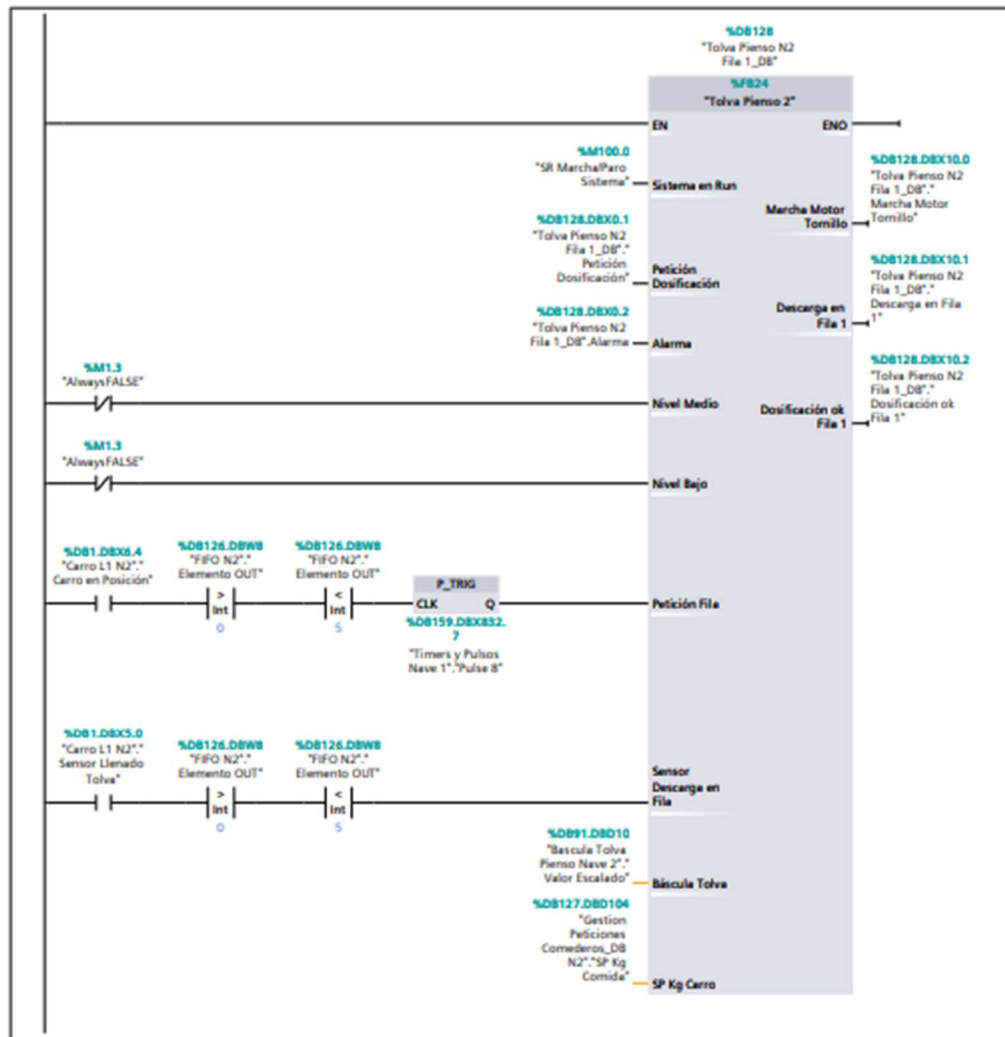 %DB128
"Tolva Pienso N2
Fila 1_DB"
%FB24
"Tolva Pienso 2"
EN
ENO
%M100.0
"SR Marcha/Paro
Sistema"
Sistema en Run
%DB128.DBX10.0
"Tolva Pienso N2
Fila 1_DB"."
Marcha Motor
Tornillo"
Marcha Motor
Tornillo
%DB128.DBX0.1
"Tolva Pienso N2
Fila 1_DB"."
Petición
Dosificación"
Petición
Dosificación
%DB128.DBX10.1
"Tolva Pienso N2
Fila 1_DB"."
Descarga en Fila
1"
Descarga en
Fila 1
%DB128.DBX0.2
"Tolva Pienso N2
Fila 1_DB".Alarma
Alarma
%DB128.DBX10.2
"Tolva Pienso N2
Fila 1_DB"."
Dosificación ok
Fila 1"
Dosificación ok
Fila 1
%M1.3
"AlwaysFALSE"
Nivel Medio
%M1.3
"AlwaysFALSE"
Nivel Bajo
%DB1.DBX6.4
"Carro L1 N2"."
Carro en Posición"
%DB126.DBW8
"FIFO N2"."
Elemento OUT"
>
Int
0
%DB126.DBW8
"FIFO N2"."
Elemento OUT"
<
Int
5
P_TRIG
CLK Q
%DB159.DBX832.
7
"Timers y Pulsos
Nave 1"."Pulse 8"
Petición Fila
%DB1.DBX5.0
"Carro L1 N2"."
Sensor Llenado
Tolva"
%DB126.DBW8
"FIFO N2"."
Elemento OUT"
>
Int
0
%DB126.DBW8
"FIFO N2"."
Elemento OUT"
<
Int
5
Sensor
Descarga en
Fila
%DB91.DBD10
"Bascula Tolva
Pienso Nave 2"."
Valor Escalado"
Báscula Tolva
%DB127.DBD104
"Gestion
Peticiones
Comederos_DB
N2"."SP Kg
Comida"
SP Kg Carro